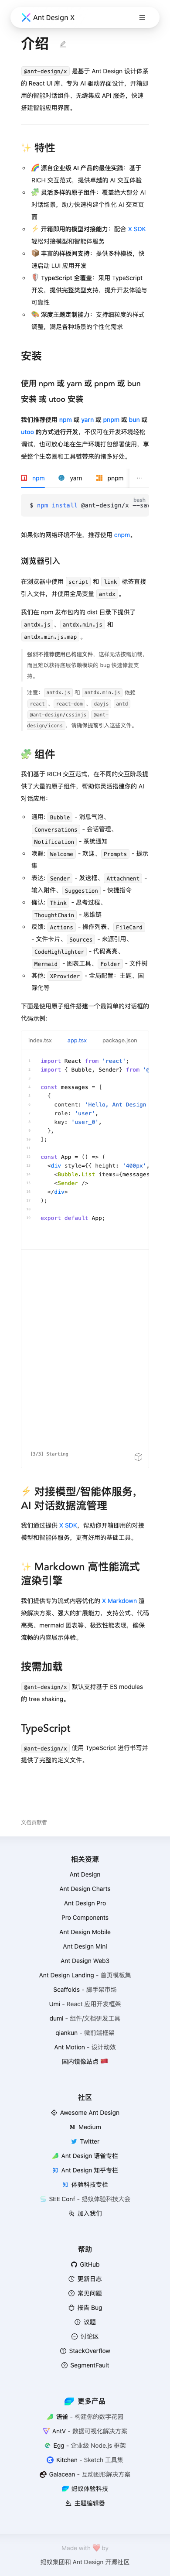 Ant Design X
介绍
@ant-design/x 是基于 Ant Design 设计体系
的 React UI 库、专为 AI 驱动界面设计，开箱即
用的智能对话组件、无缝集成 API 服务，快速
搭建智能应用界面。
✨ 特性
🌈 源自企业级 AI 产品的最佳实践：基于
RICH 交互范式，提供卓越的 AI 交互体验
🧩 灵活多样的原子组件：覆盖绝大部分 AI
对话场景，助力快速构建个性化 AI 交互页
面
⚡ 开箱即用的模型对接能力：配合 X SDK
轻松对接模型和智能体服务
📦 丰富的样板间支持：提供多种模板，快
速启动 LUI 应用开发
🛡 TypeScript 全覆盖：采用 TypeScript
开发，提供完整类型支持，提升开发体验与
可靠性
🎨 深度主题定制能力：支持细粒度的样式
调整，满足各种场景的个性化需求
安装
使用 npm 或 yarn 或 pnpm 或 bun
安装 或 utoo 安装
我们推荐使用 npm 或 yarn 或 pnpm 或 bun 或
utoo 的方式进行开发，不仅可在开发环境轻松
调试，也可放心地在生产环境打包部署使用，享
受整个生态圈和工具链带来的诸多好处。
npm yarn pnpm ···
bash
$ npm install @ant-design/x --sav
如果你的网络环境不佳，推荐使用 cnpm。
浏览器引入
在浏览器中使用 script 和 link 标签直接
引入文件，并使用全局变量 antdx 。
我们在 npm 发布包内的 dist 目录下提供了
antdx.js 、 antdx.min.js 和
antdx.min.js.map 。
强烈不推荐使用已构建文件，这样无法按需加载，
而且难以获得底层依赖模块的 bug 快速修复支
持。
注意： antdx.js 和 antdx.min.js 依赖
react 、 react-dom 、 dayjs antd
@ant-design/cssinjs @ant-
design/icons ，请确保提前引入这些文件。
🧩 组件
我们基于 RICH 交互范式，在不同的交互阶段提
供了大量的原子组件，帮助你灵活搭建你的 AI
对话应用：
通用: Bubble - 消息气泡、
Conversations - 会话管理、
Notification - 系统通知
唤醒: Welcome - 欢迎、 Prompts - 提示
集
表达: Sender - 发送框、 Attachment -
输入附件、 Suggestion - 快捷指令
确认: Think - 思考过程、
ThoughtChain - 思维链
反馈: Actions - 操作列表、 FileCard
- 文件卡片、 Sources - 来源引用、
CodeHighlighter - 代码高亮、
Mermaid - 图表工具、 Folder - 文件树
其他: XProvider - 全局配置：主题、国
际化等
下面是使用原子组件搭建一个最简单的对话框的
代码示例:
index.tsx app.tsx package.json
1 import React from 'react';
2 import { Bubble, Sender} from '@
3
4 const messages = [
5 {
6 content: 'Hello, Ant Design
7 role: 'user',
8 key: 'user_0',
9 },
10 ];
11
12 const App = () => (
13 <div style={{ height: '400px',
14 <Bubble.List items={messages
15 <Sender />
16 </div>
17 );
18
19 export default App;
[3/3] Starting
⚡ 对接模型/智能体服务，
AI 对话数据流管理
我们通过提供 X SDK，帮助你开箱即用的对接
模型和智能体服务，更有好用的基础工具。
✨ Markdown 高性能流式
渲染引擎
我们提供专为流式内容优化的 X Markdown 渲
染解决方案、强大的扩展能力，支持公式、代码
高亮、mermaid 图表等、极致性能表现，确保
流畅的内容展示体验。
按需加载
@ant-design/x 默认支持基于 ES modules
的 tree shaking。
TypeScript
@ant-design/x 使用 TypeScript 进行书写并
提供了完整的定义文件。
文档贡献者
相关资源
Ant Design
Ant Design Charts
Ant Design Pro
Pro Components
Ant Design Mobile
Ant Design Mini
Ant Design Web3
Ant Design Landing - 首页模板集
Scaffolds - 脚手架市场
Umi - React 应用开发框架
dumi - 组件/文档研发工具
qiankun - 微前端框架
Ant Motion - 设计动效
国内镜像站点 🇨🇳
社区
Awesome Ant Design
Medium
Twitter
Ant Design 语雀专栏
Ant Design 知乎专栏
体验科技专栏
SEE Conf - 蚂蚁体验科技大会
加入我们
帮助
GitHub
更新日志
常见问题
报告 Bug
议题
讨论区
StackOverflow
SegmentFault
更多产品
语雀 - 构建你的数字花园
AntV - 数据可视化解决方案
Egg - 企业级 Node.js 框架
Kitchen - Sketch 工具集
Galacean - 互动图形解决方案
蚂蚁体验科技
主题编辑器
Made with ❤ by
蚂蚁集团和 Ant Design 开源社区